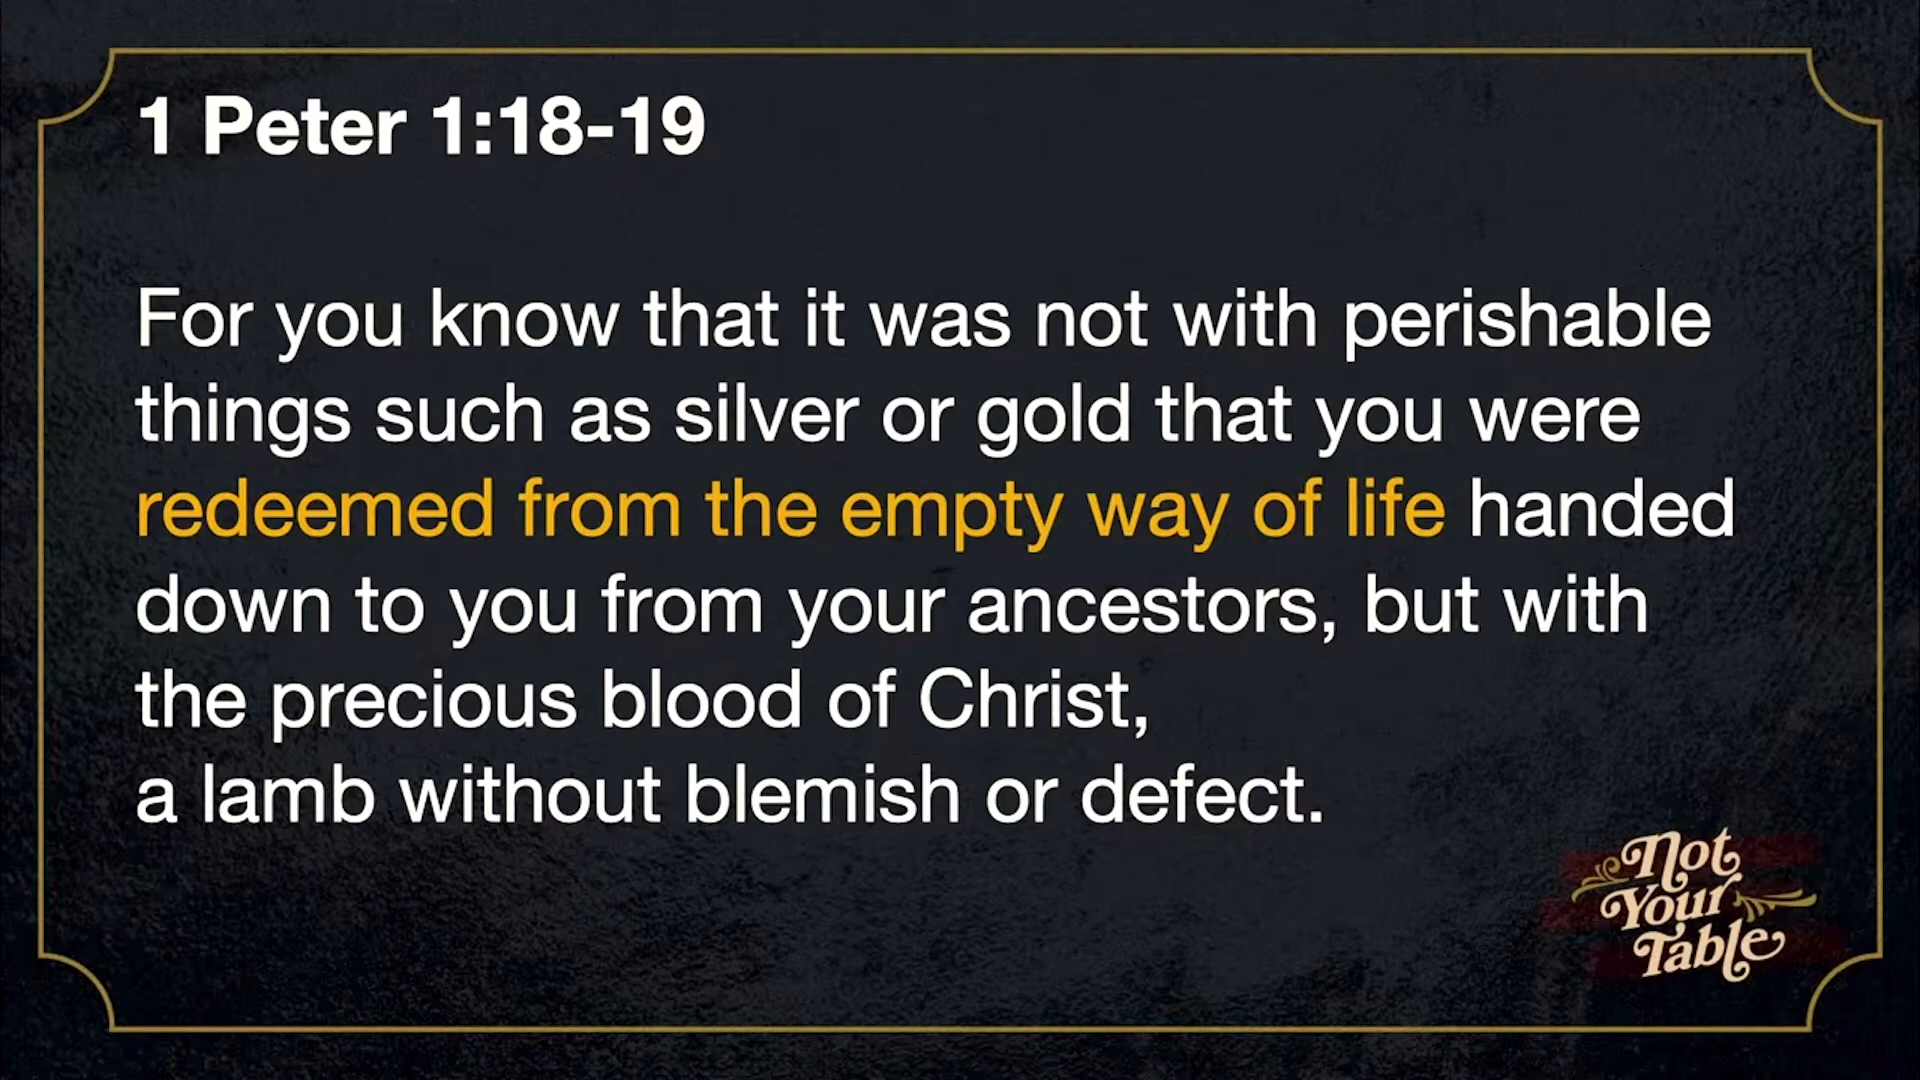 1 Peter 1:18-19
For you know that it was not with perishable
things such as silver or gold that you were
redeemed from the empty way of life handed
down to you from your ancestors, but with
the precious blood of Christ,
a lamb without blemish or defect.
Not
Your
Table